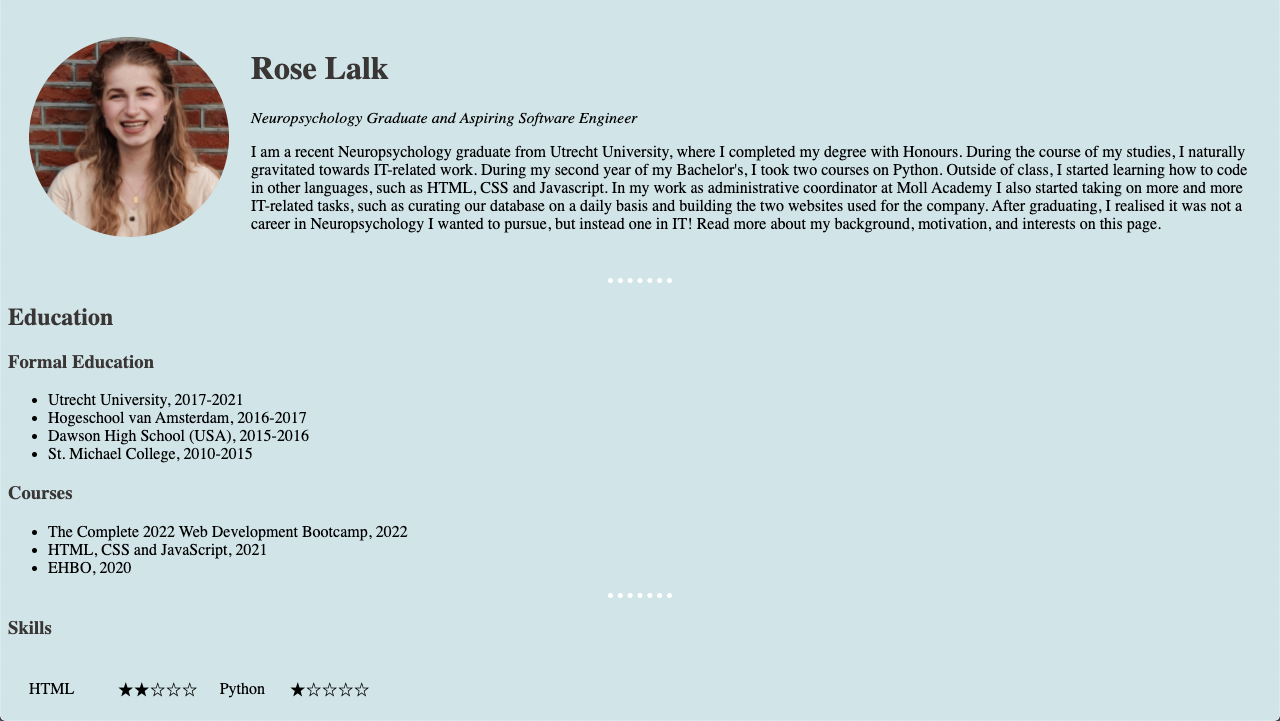 Rose Lalk
Neuropsychology Graduate and Aspiring Software Engineer
I am a recent Neuropsychology graduate from Utrecht University, where I completed my degree with Honours. During the course of my studies, I naturally
gravitated towards IT-related work. During my second year of my Bachelor's, I took two courses on Python. Outside of class, I started learning how to code
in other languages, such as HTML, CSS and Javascript. In my work as administrative coordinator at Moll Academy I also started taking on more and more
IT-related tasks, such as curating our database on a daily basis and building the two websites used for the company. After graduating, I realised it was not a
career in Neuropsychology I wanted to pursue, but instead one in IT! Read more about my background, motivation, and interests on this page.
Education
Formal Education
• Utrecht University, 2017-2021
• Hogeschool van Amsterdam, 2016-2017
• Dawson High School (USA), 2015-2016
• St. Michael College, 2010-2015
Courses
• The Complete 2022 Web Development Bootcamp, 2022
• HTML, CSS and JavaScript, 2021
• EHBO, 2020
Skills
HTML ★★☆☆☆ Python ★☆☆☆☆